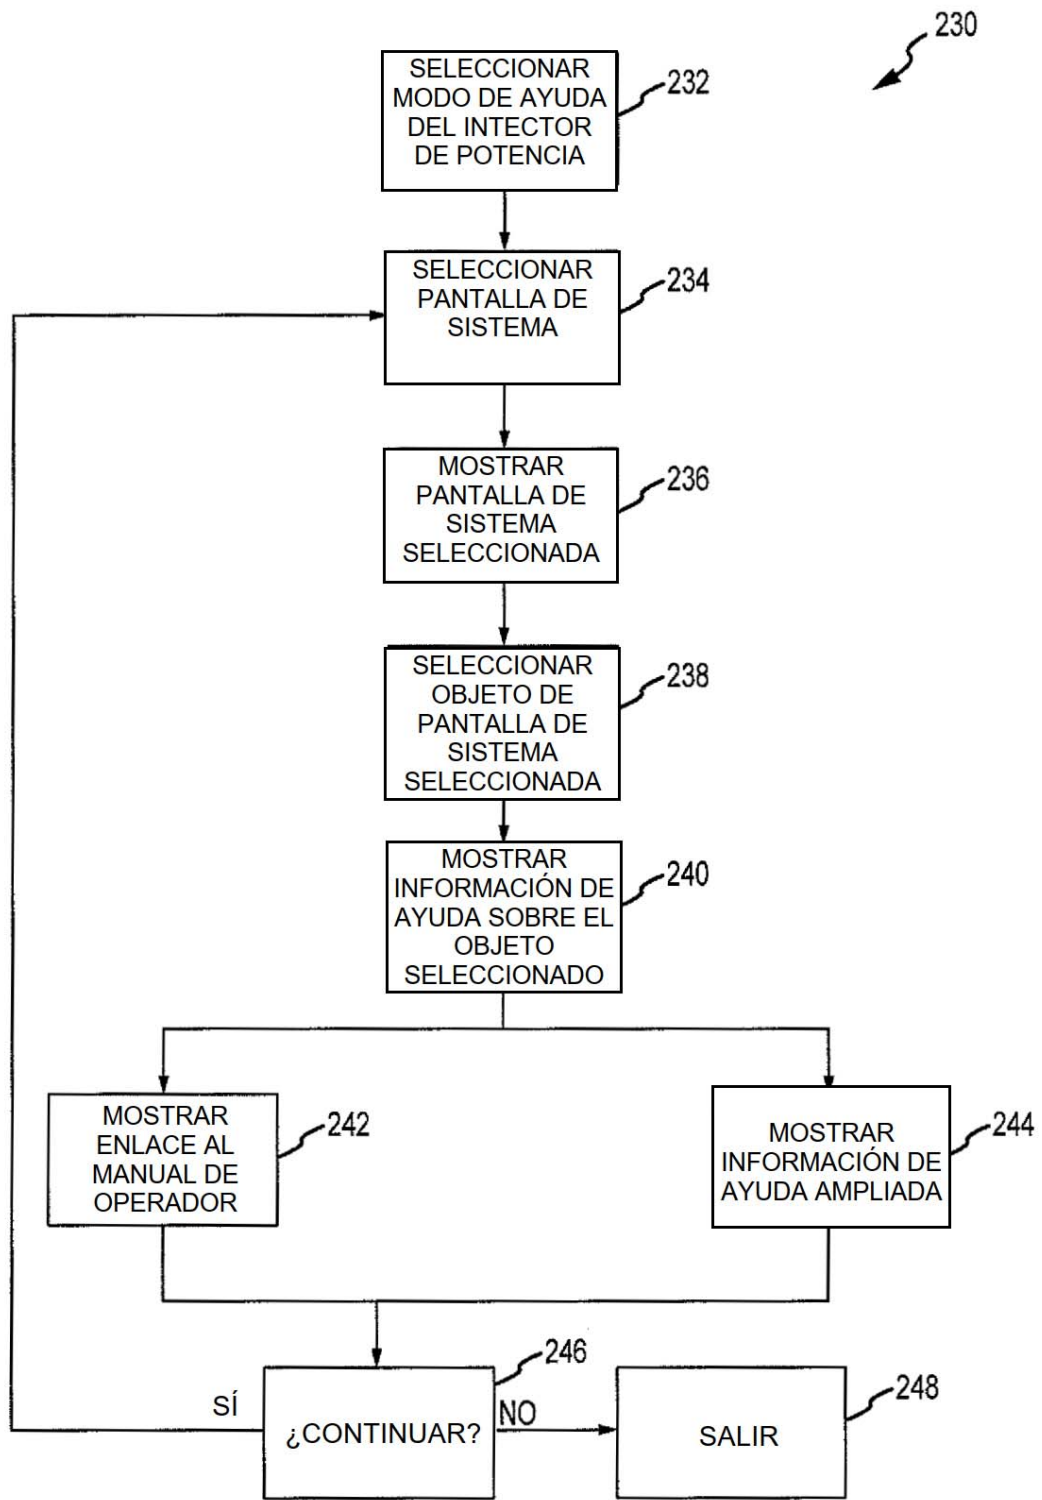 230
SELECCIONAR
MODO DE AYUDA
DEL INTECTOR
DE POTENCIA
232
SELECCIONAR
PANTALLA DE
SISTEMA
234
MOSTRAR
PANTALLA DE
SISTEMA
SELECCIONADA
236
SELECCIONAR
OBJETO DE
PANTALLA DE
SISTEMA
SELECCIONADA
238
MOSTRAR
INFORMACIÓN DE
AYUDA SOBRE EL
OBJETO
SELECCIONADO
240
MOSTRAR
ENLACE AL
MANUAL DE
OPERADOR
242
MOSTRAR
INFORMACIÓN DE
AYUDA AMPLIADA
244
¿CONTINUAR?
246
SÍ
NO
SALIR
248